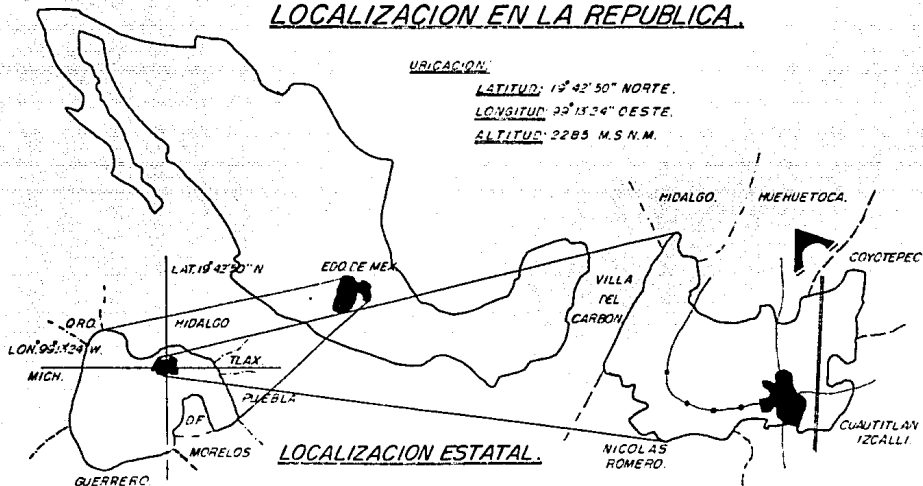 LOCALIZACION EN LA REPUBLICA.
UBICACION:
LATITUD: 19° 42' 50" NORTE.
LONGITUD: 99° 13' 24" OESTE.
ALTITUD: 2285 M.S.N.M.
HIDALGO.
HUEHUETOCA.
COYOTEPEC
LAT. 19° 42' 50" N
EDO. DE MEX.
VILLA
DEL
CARBON.
QRO.
HIDALGO
LON. 99° 13' 24" W.
TLAX.
MICH.
PUEBLA
D.F.
MORELOS
GUERRERO.
LOCALIZACION ESTATAL.
NICOLAS
ROMERO.
CUAUTITLAN
IZCALLI.